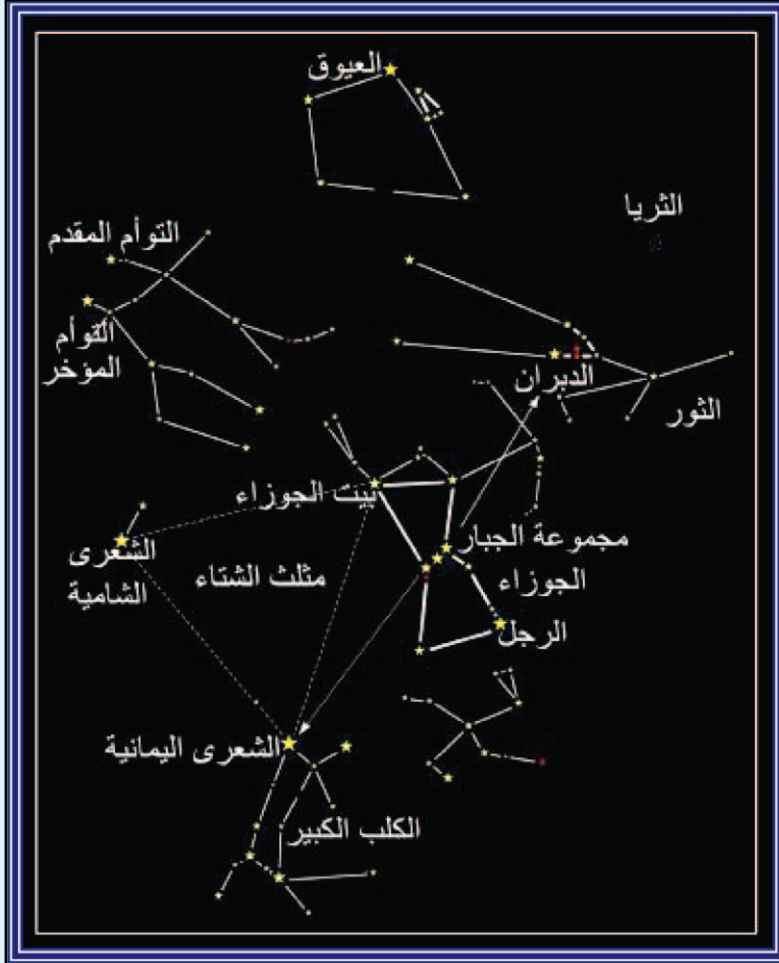 العيوق
الثريا
التوأم المقدم
التوأم
المؤخر
الدبران
الثور
بيت الجوزاء
مجموعة الجبار
الجوزاء
الشعرى
الشامية
مثلث الشتاء
الرجل
الشعرى اليمانية
الكلب الكبير